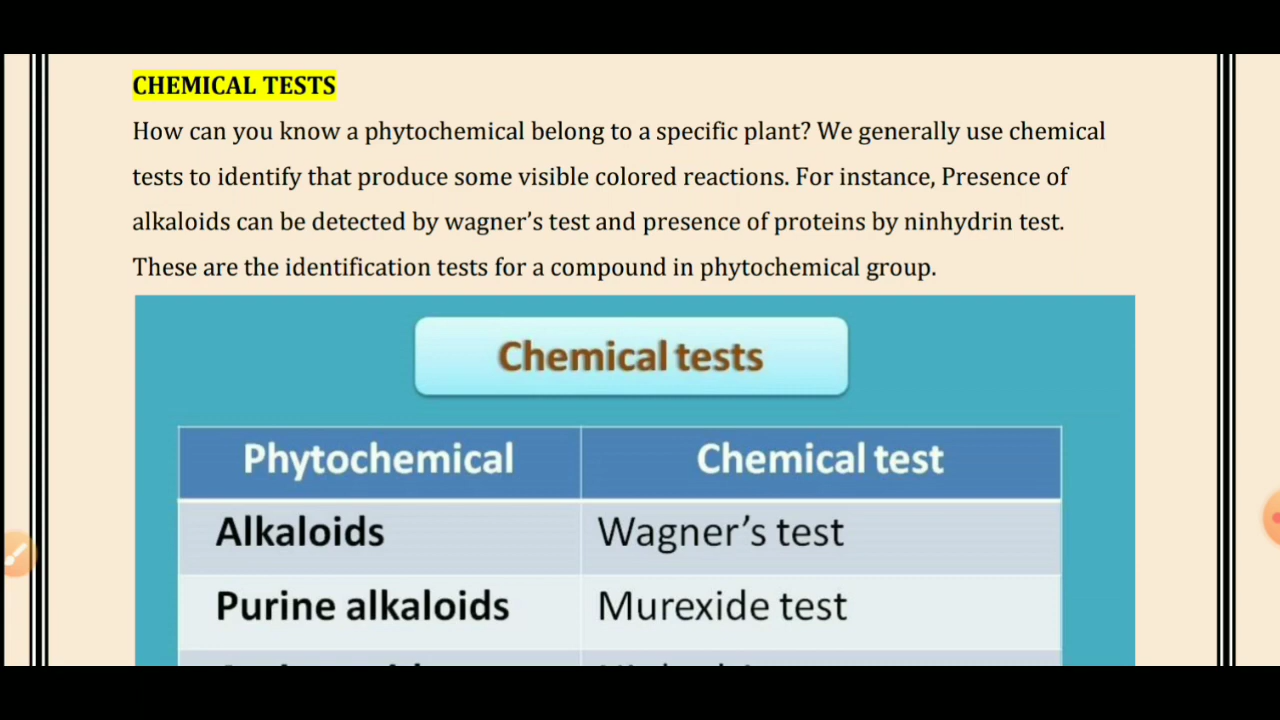 CHEMICAL TESTS
How can you know a phytochemical belong to a specific plant? We generally use chemical
tests to identify that produce some visible colored reactions. For instance, Presence of
alkaloids can be detected by wagner’s test and presence of proteins by ninhydrin test.
These are the identification tests for a compound in phytochemical group.
Chemical tests
Phytochemical Chemical test
Alkaloids Wagner’s test
Purine alkaloids Murexide test